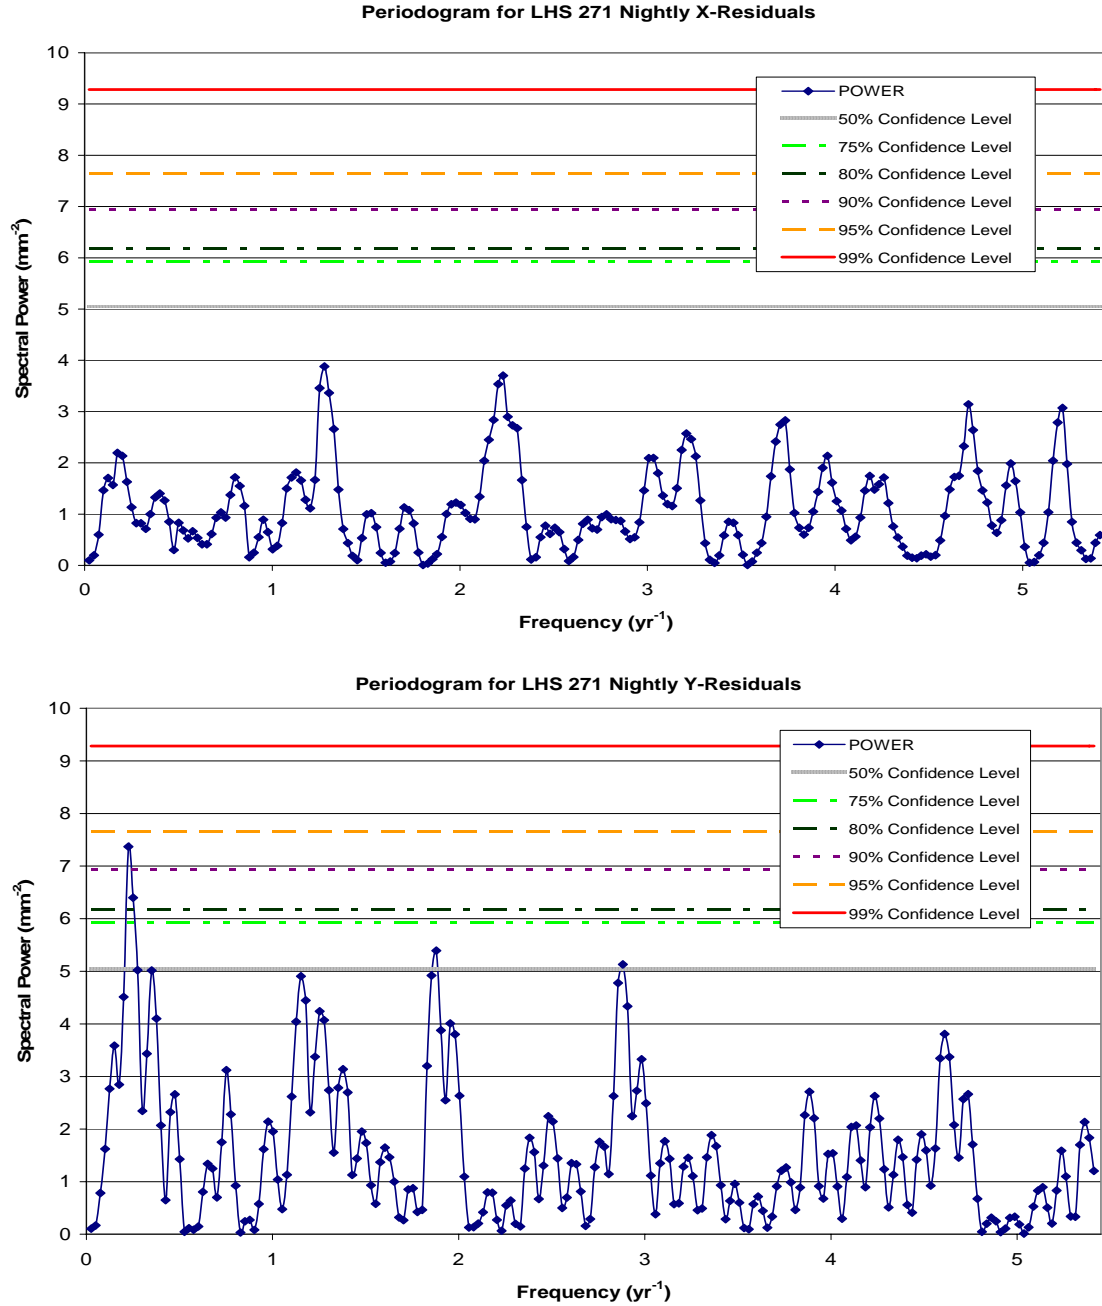 Periodogram for LHS 271 Nightly X-Residuals
10
9
8
7
6
5
4
3
2
1
0
Spectral Power (nm⁻²)
POWER
50% Confidence Level
75% Confidence Level
80% Confidence Level
90% Confidence Level
95% Confidence Level
99% Confidence Level
0 1 2 3 4 5
Frequency (yr⁻¹)
Periodogram for LHS 271 Nightly Y-Residuals
10
9
8
7
6
5
4
3
2
1
0
Spectral Power (mm⁻²)
POWER
50% Confidence Level
75% Confidence Level
80% Confidence Level
90% Confidence Level
95% Confidence Level
99% Confidence Level
0 1 2 3 4 5
Frequency (yr⁻¹)